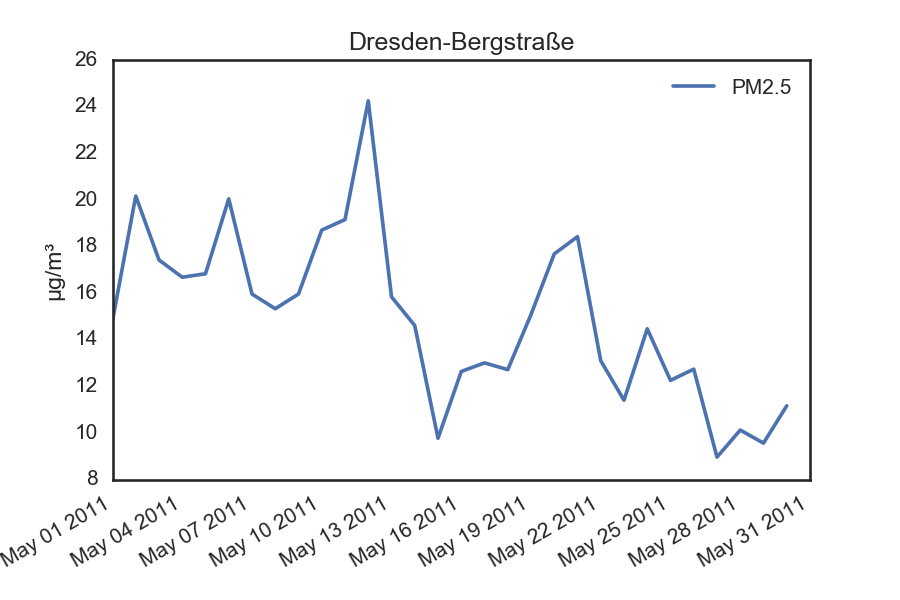 Dresden-Bergstraße
PM2.5
µg/m³
26
24
22
20
18
16
14
12
10
8
May 01 2011
May 04 2011
May 07 2011
May 10 2011
May 13 2011
May 16 2011
May 19 2011
May 22 2011
May 25 2011
May 28 2011
May 31 2011